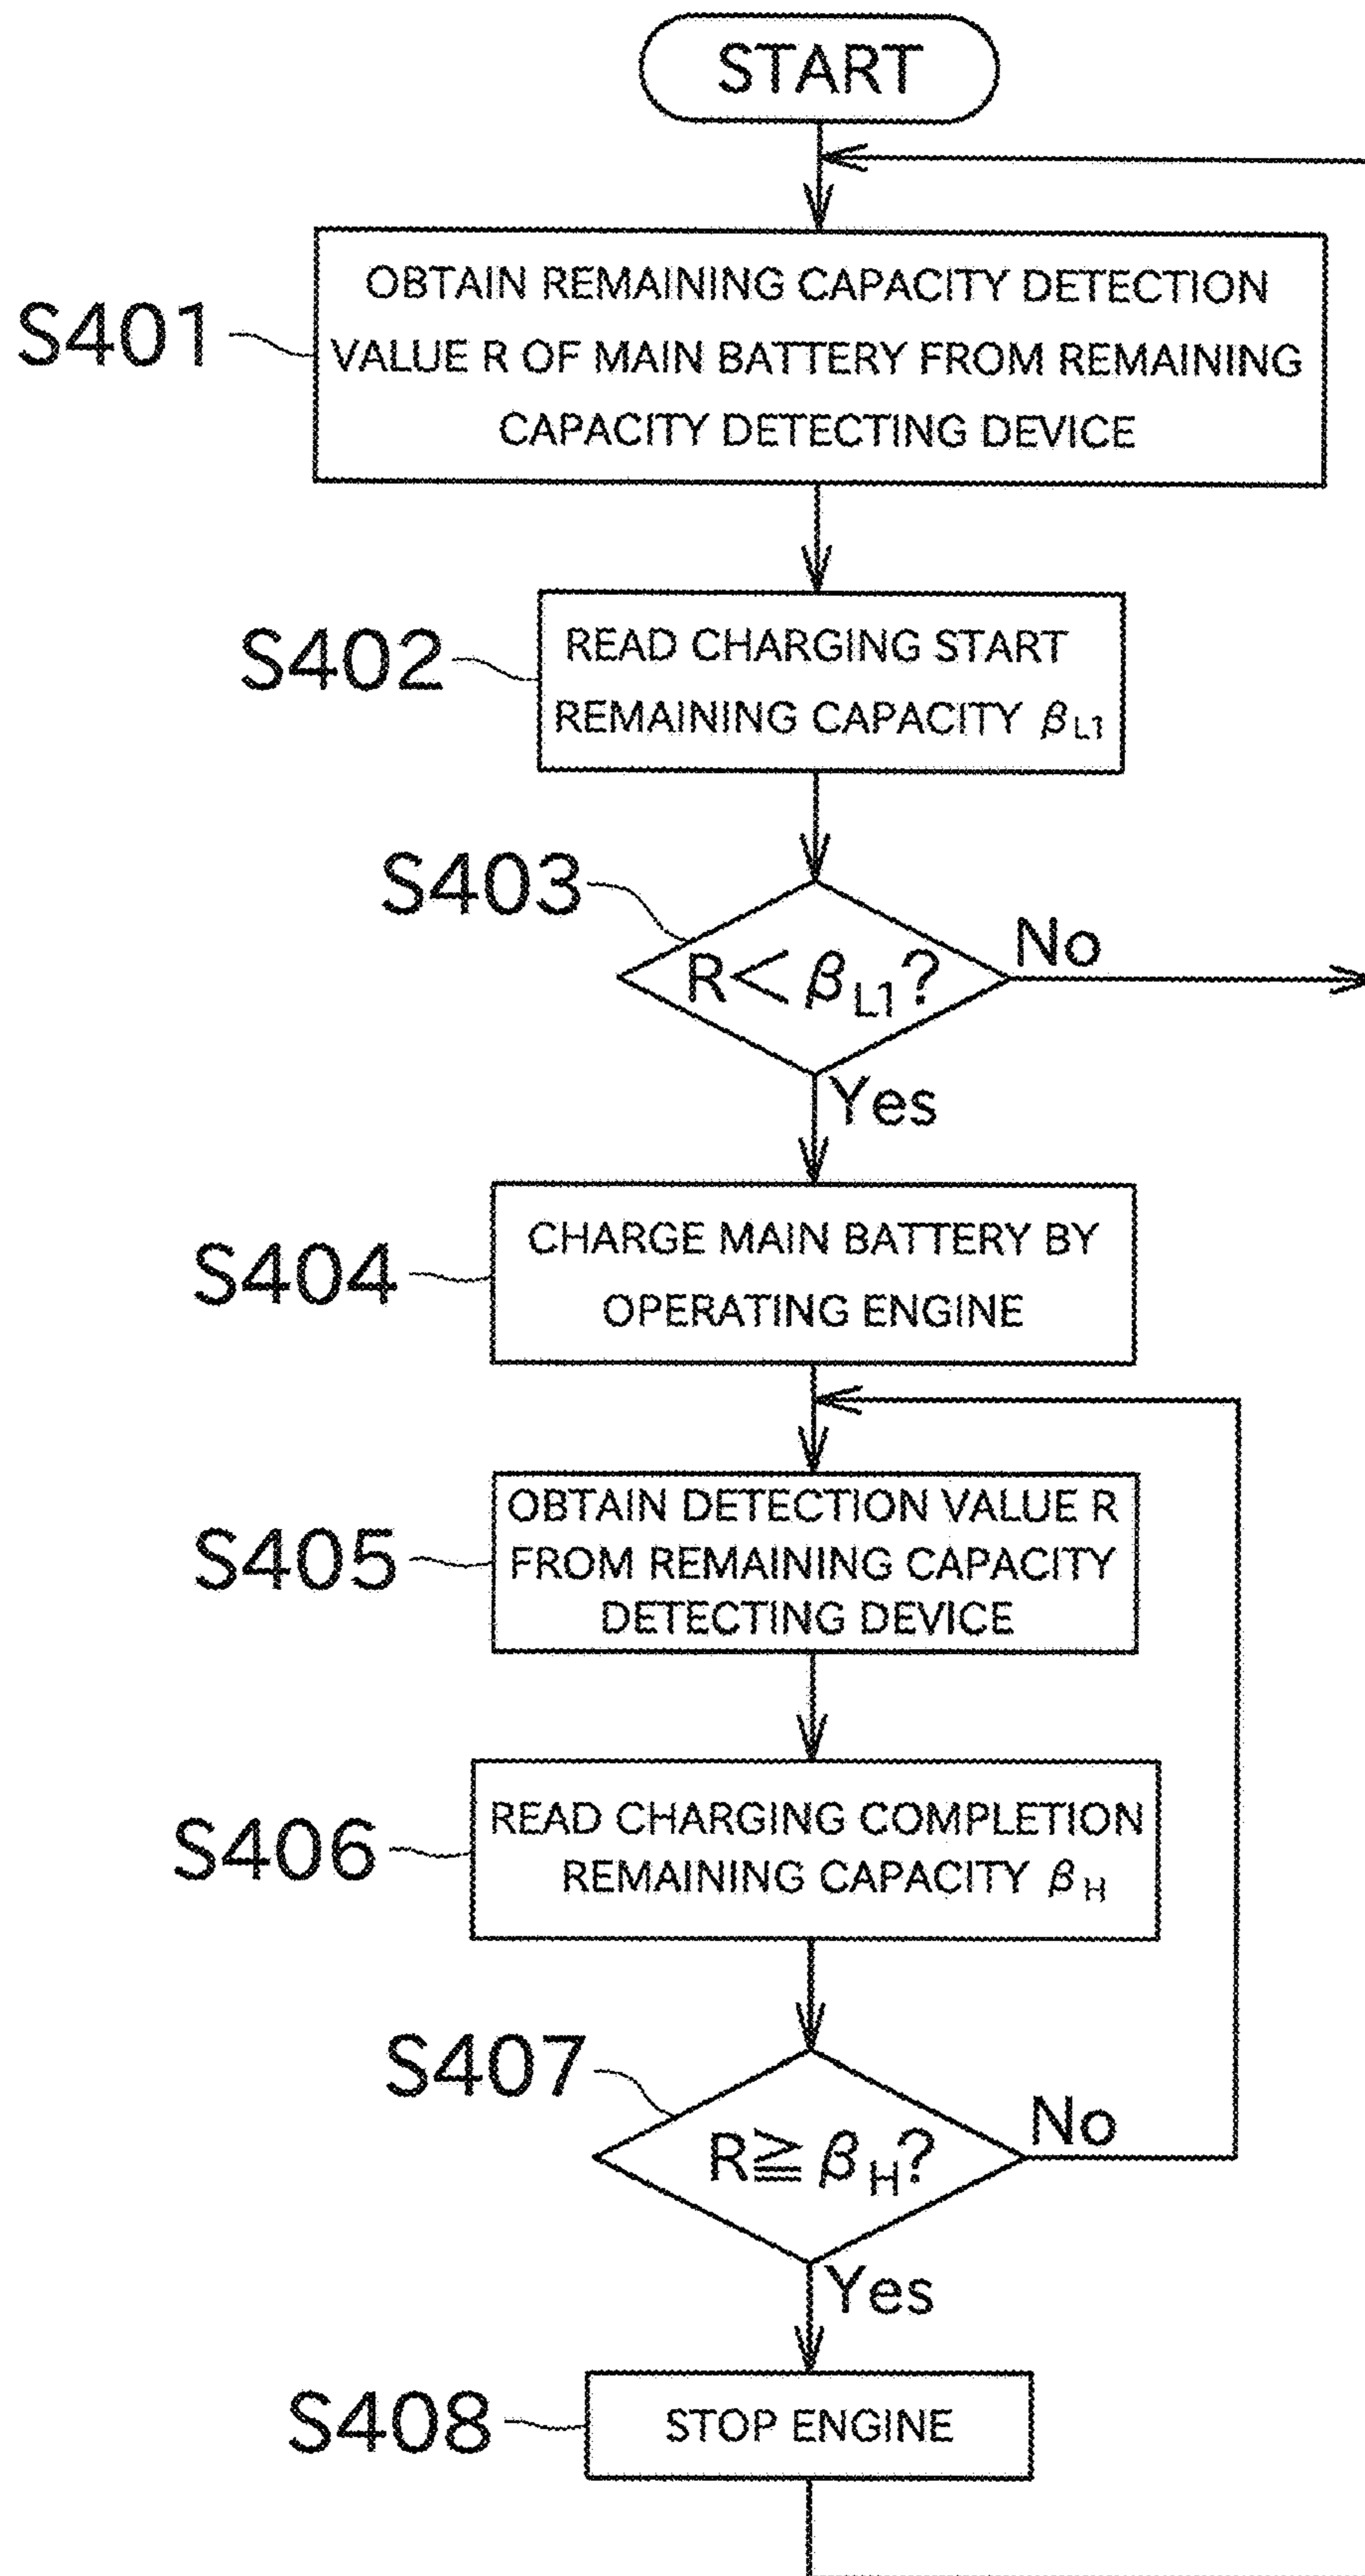 START
S401
OBTAIN REMAINING CAPACITY DETECTION
VALUE R OF MAIN BATTERY FROM REMAINING
CAPACITY DETECTING DEVICE
S402
READ CHARGING START
REMAINING CAPACITY βL1
S403
R< βL1?
No
Yes
S404
CHARGE MAIN BATTERY BY
OPERATING ENGINE
S405
OBTAIN DETECTION VALUE R
FROM REMAINING CAPACITY
DETECTING DEVICE
S406
READ CHARGING COMPLETION
REMAINING CAPACITY βH
S407
R≧ βH?
No
Yes
S408
STOP ENGINE